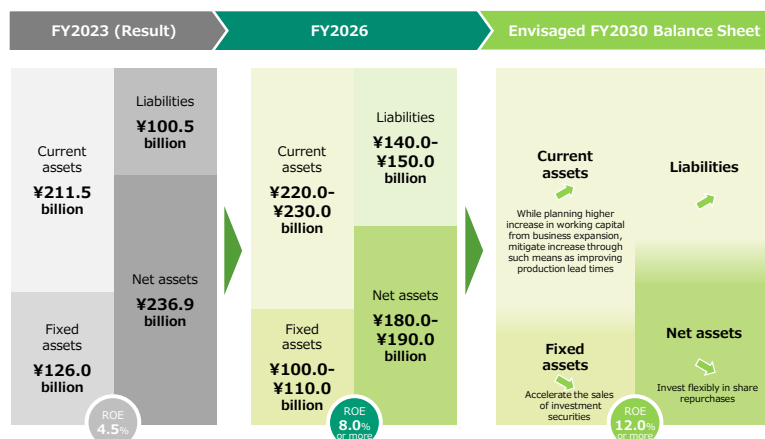 FY2023 (Result)
FY2026
Envisaged FY2030 Balance Sheet
Current
assets
¥211.5
billion
Fixed
assets
¥126.0
billion
Liabilities
¥100.5
billion
Net assets
¥236.9
billion
ROE
4.5%
Current
assets
¥220.0-
¥230.0
billion
Fixed
assets
¥100.0-
¥110.0
billion
Liabilities
¥140.0-
¥150.0
billion
Net assets
¥180.0-
¥190.0
billion
ROE
8.0%
or more
Current
assets
While planning higher
increase in working capital
from business expansion,
mitigate increase through
such means as improving
production lead times
Fixed
assets
Accelerate the sales
of investment
securities
Liabilities
Net assets
Invest flexibly in share
repurchases
ROE
12.0%
or more